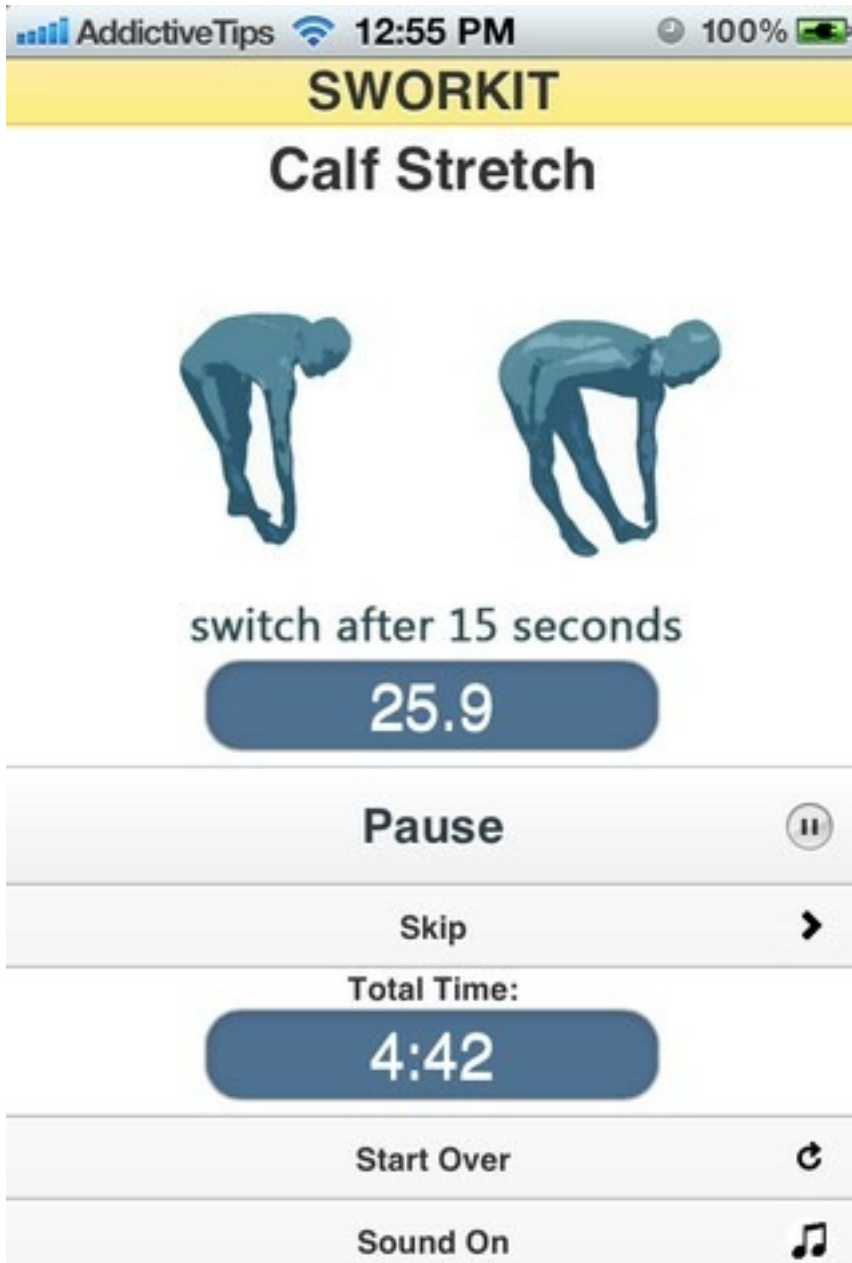 AddictiveTips 12:55 PM 100%
SWORKIT
Calf Stretch
switch after 15 seconds
25.9
Pause
Skip
Total Time:
4:42
Start Over
Sound On